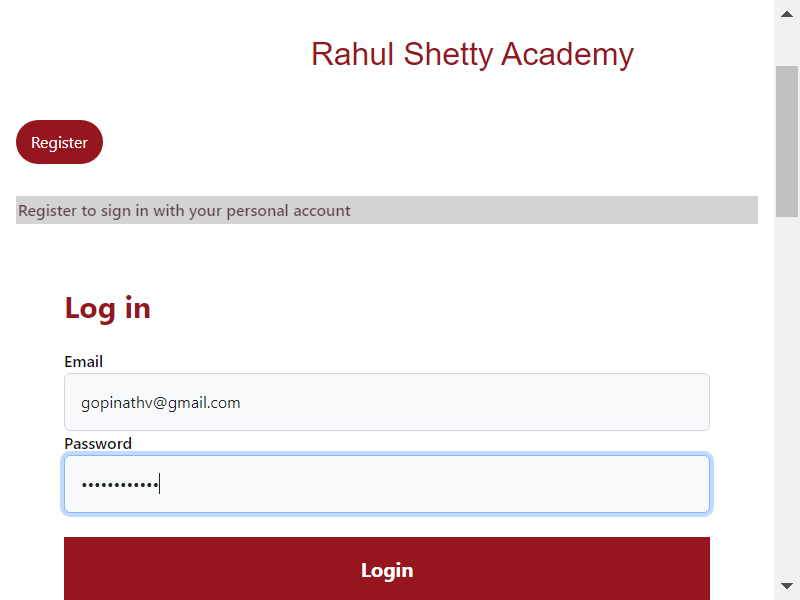 Rahul Shetty Academy
Register
Register to sign in with your personal account
Log in
Email
gopinathv@gmail.com
Password
••••••••••••
Login